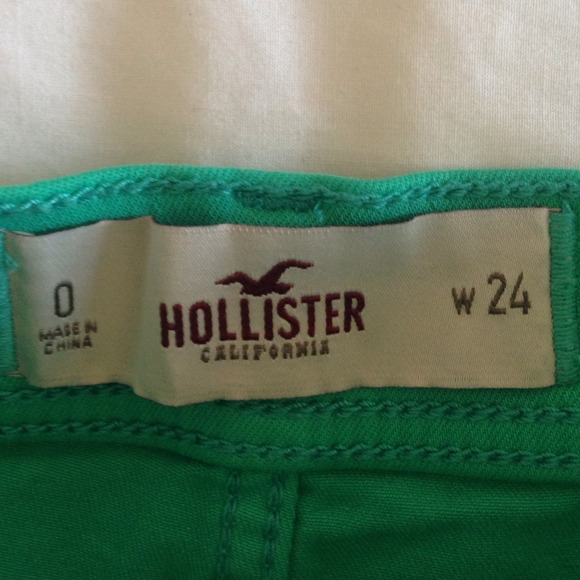 0
MADE IN
CHINA
HOLLISTER
CALIFORNIA
W 24